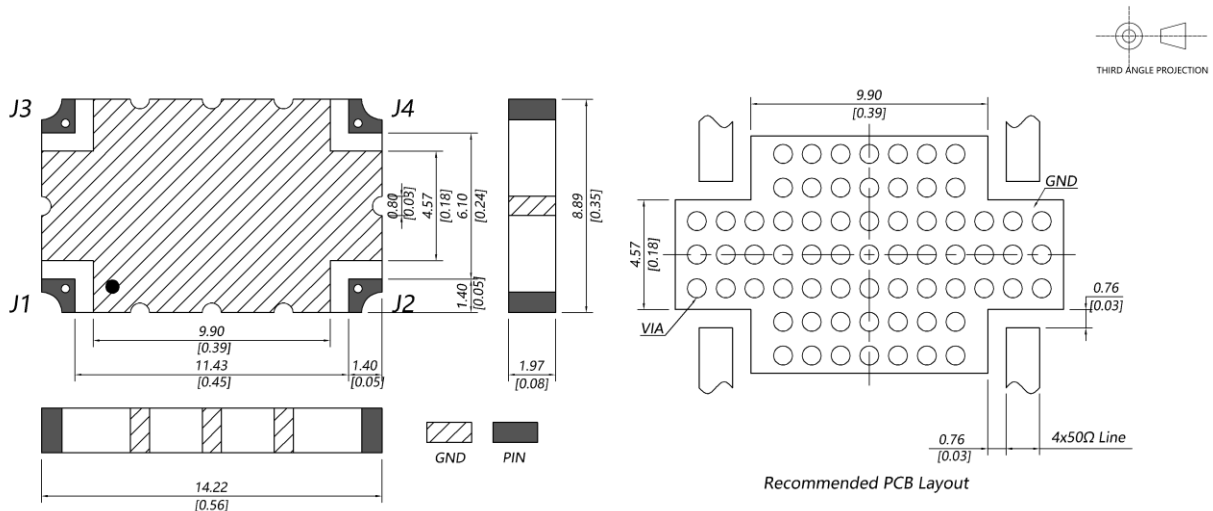 THIRD ANGLE PROJECTION
J3
J4
J1
J2
0.80
[0.03]
4.57
[0.18]
6.10
[0.24]
1.40
[0.05]
9.90
[0.39]
11.43
[0.45]
1.40
[0.05]
8.89
[0.35]
1.97
[0.08]
14.22
[0.56]
GND
PIN
9.90
[0.39]
GND
4.57
[0.18]
VIA
0.76
[0.03]
0.76
[0.03]
4x50Ω Line
Recommended PCB Layout